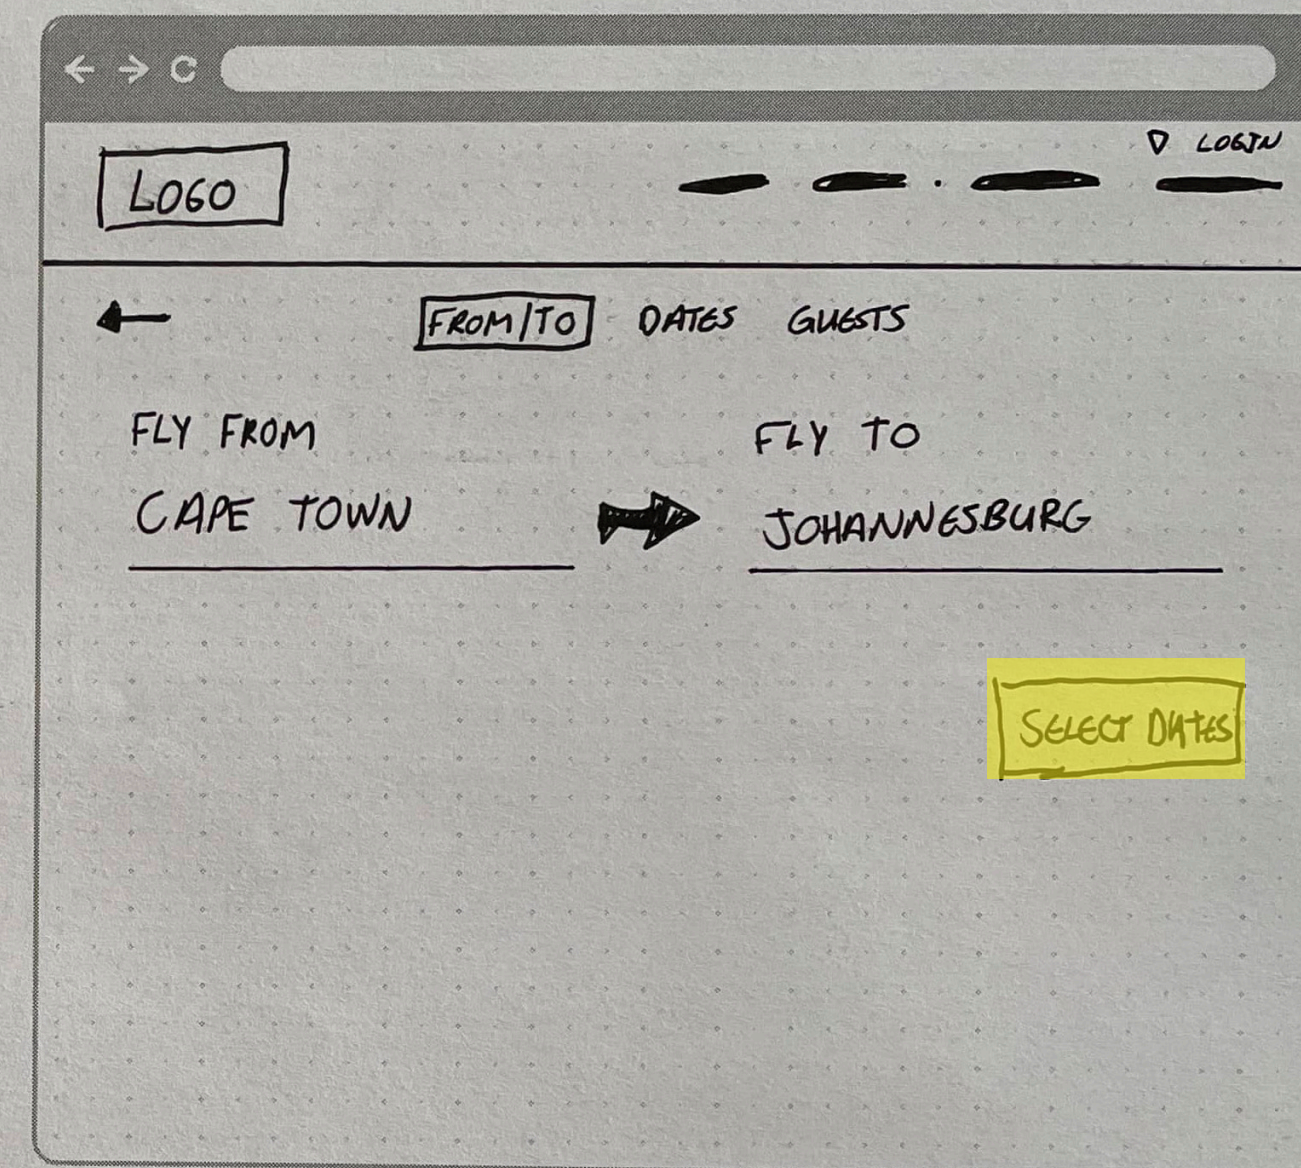 LOGIN
LOGO
FROM/TO DATES GUESTS
FLY FROM
CAPE TOWN
FLY TO
JOHANNESBURG
SELECT DATES